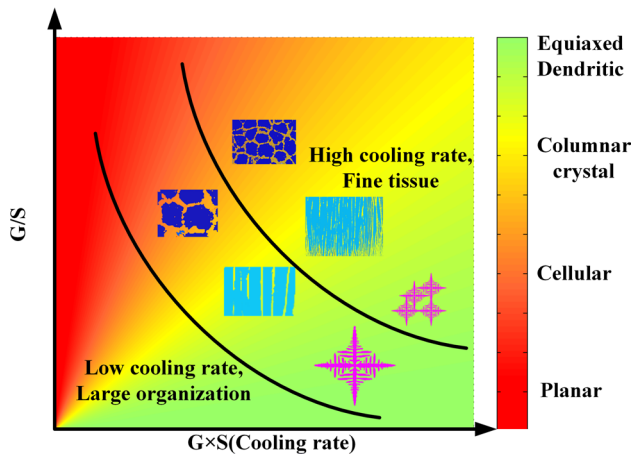 G/S
High cooling rate,
Fine tissue
Low cooling rate,
Large organization
G×S(Cooling rate)
Equiaxed
Dendritic
Columnar
crystal
Cellular
Planar